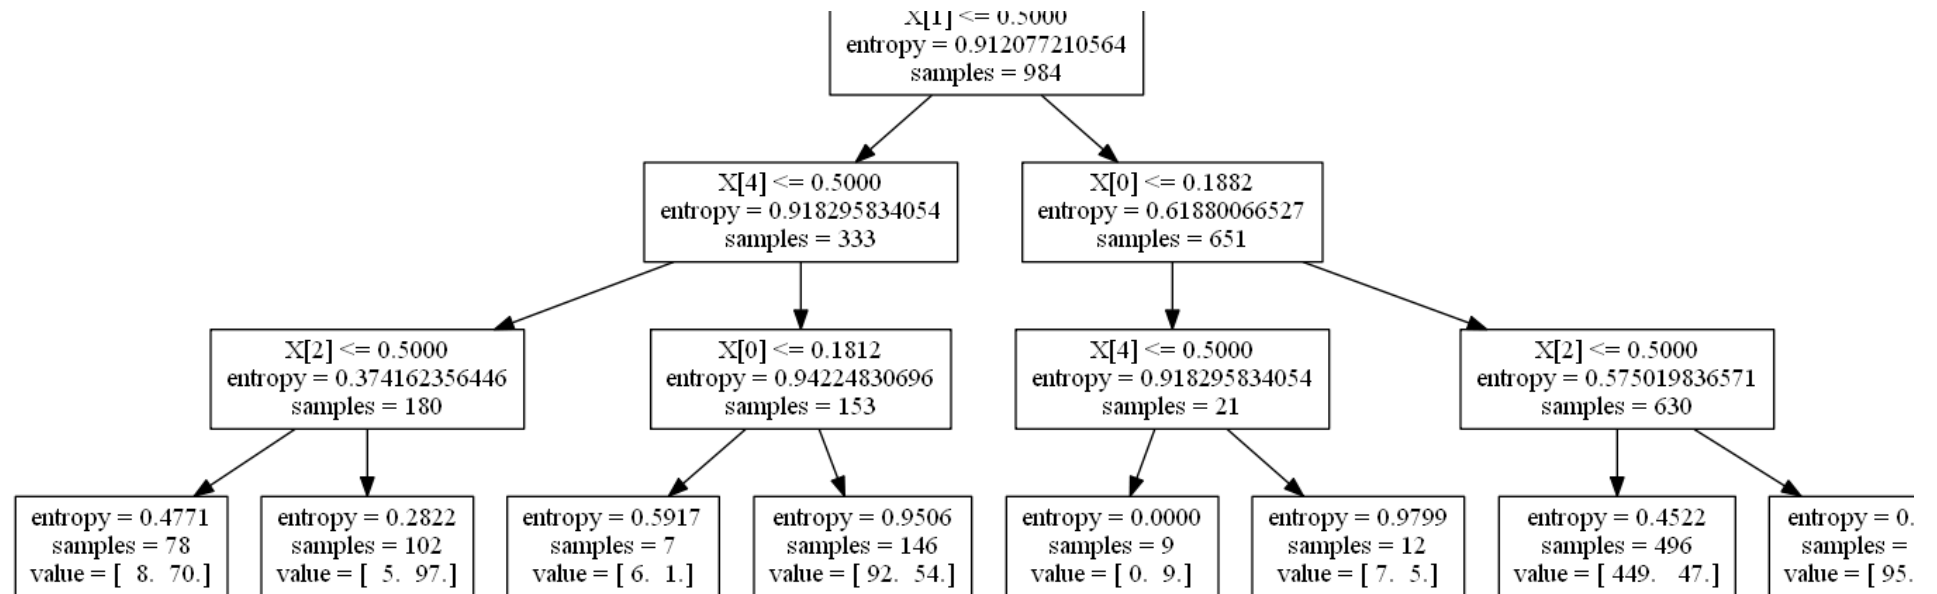 X[1] <= 0.5000
entropy = 0.912077210564
samples = 984
X[4] <= 0.5000
entropy = 0.918295834054
samples = 333
X[0] <= 0.1882
entropy = 0.61880066527
samples = 651
X[2] <= 0.5000
entropy = 0.374162356446
samples = 180
X[0] <= 0.1812
entropy = 0.94224830696
samples = 153
X[4] <= 0.5000
entropy = 0.918295834054
samples = 21
X[2] <= 0.5000
entropy = 0.575019836571
samples = 630
entropy = 0.4771
samples = 78
value = [ 8. 70.]
entropy = 0.2822
samples = 102
value = [ 5. 97.]
entropy = 0.5917
samples = 7
value = [ 6. 1.]
entropy = 0.9506
samples = 146
value = [ 92. 54.]
entropy = 0.0000
samples = 9
value = [ 0. 9.]
entropy = 0.9799
samples = 12
value = [ 7. 5.]
entropy = 0.4522
samples = 496
value = [ 449. 47.]
entropy = 0.
samples =
value = [ 95.